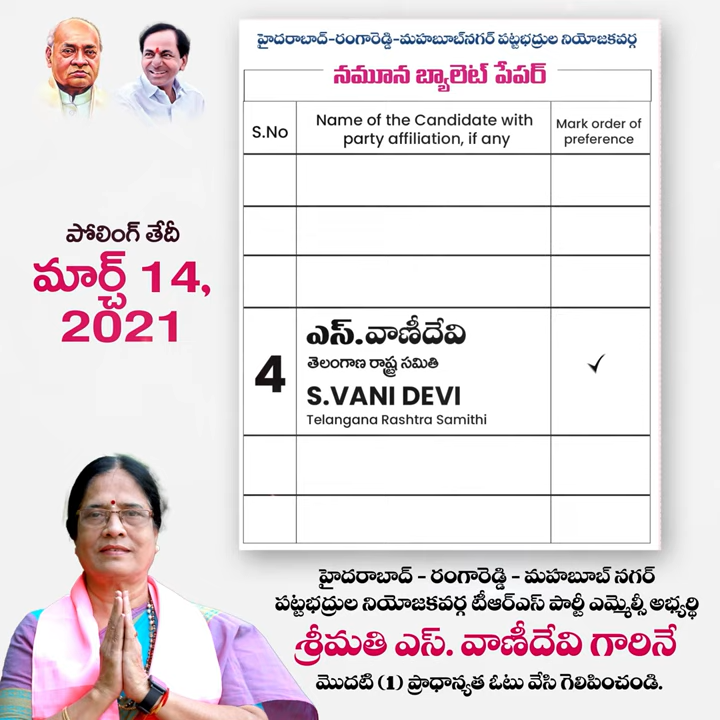 హైదరాబాద్-రంగారెడ్డి-మహబూబ్‌నగర్ పట్టభద్రుల నియోజకవర్గ
నమూన బ్యాలెట్ పేపర్
S.No
Name of the Candidate with
party affiliation, if any
Mark order of
preference
పోలింగ్ తేదీ
మార్చ్ 14,
2021
4
ఎస్.వాణీదేవి
తెలంగాణ రాష్ట్ర సమితి
S.VANI DEVI
Telangana Rashtra Samithi
హైదరాబాద్ - రంగారెడ్డి - మహబూబ్ నగర్
పట్టభద్రుల నియోజకవర్గ టీఆర్ఎస్ పార్టీ ఎమ్మెల్సీ అభ్యర్థి
శ్రీమతి ఎస్. వాణీదేవి గారినే
మొదటి (1) ప్రాధాన్యత ఓటు వేసి గెలిపించండి.